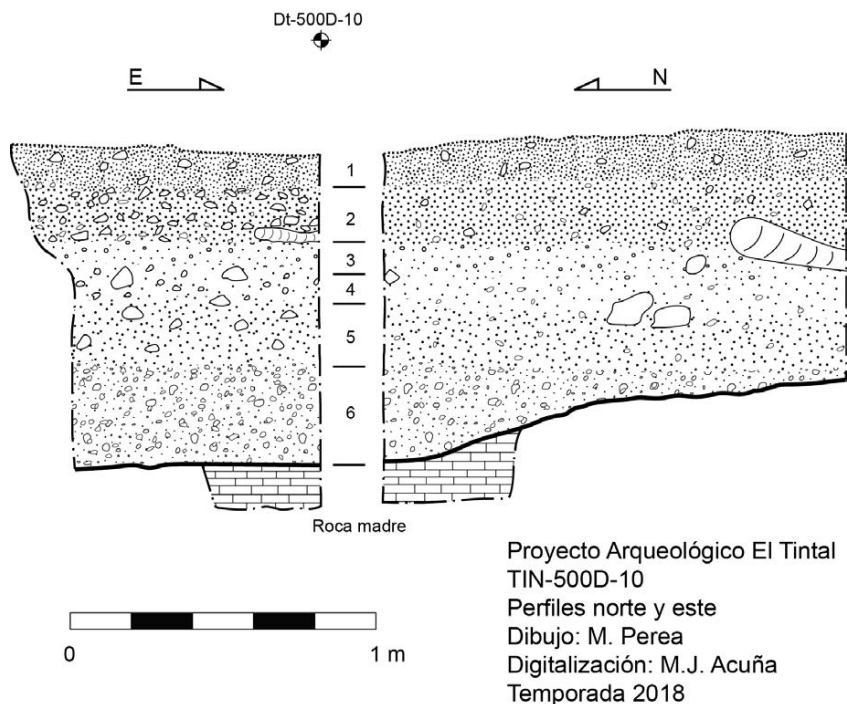 Dt-500D-10
E
N
1
2
3
4
5
6
Roca madre
0
1 m
Proyecto Arqueológico El Tintal
TIN-500D-10
Perfiles norte y este
Dibujo: M. Perea
Digitalización: M.J. Acuña
Temporada 2018